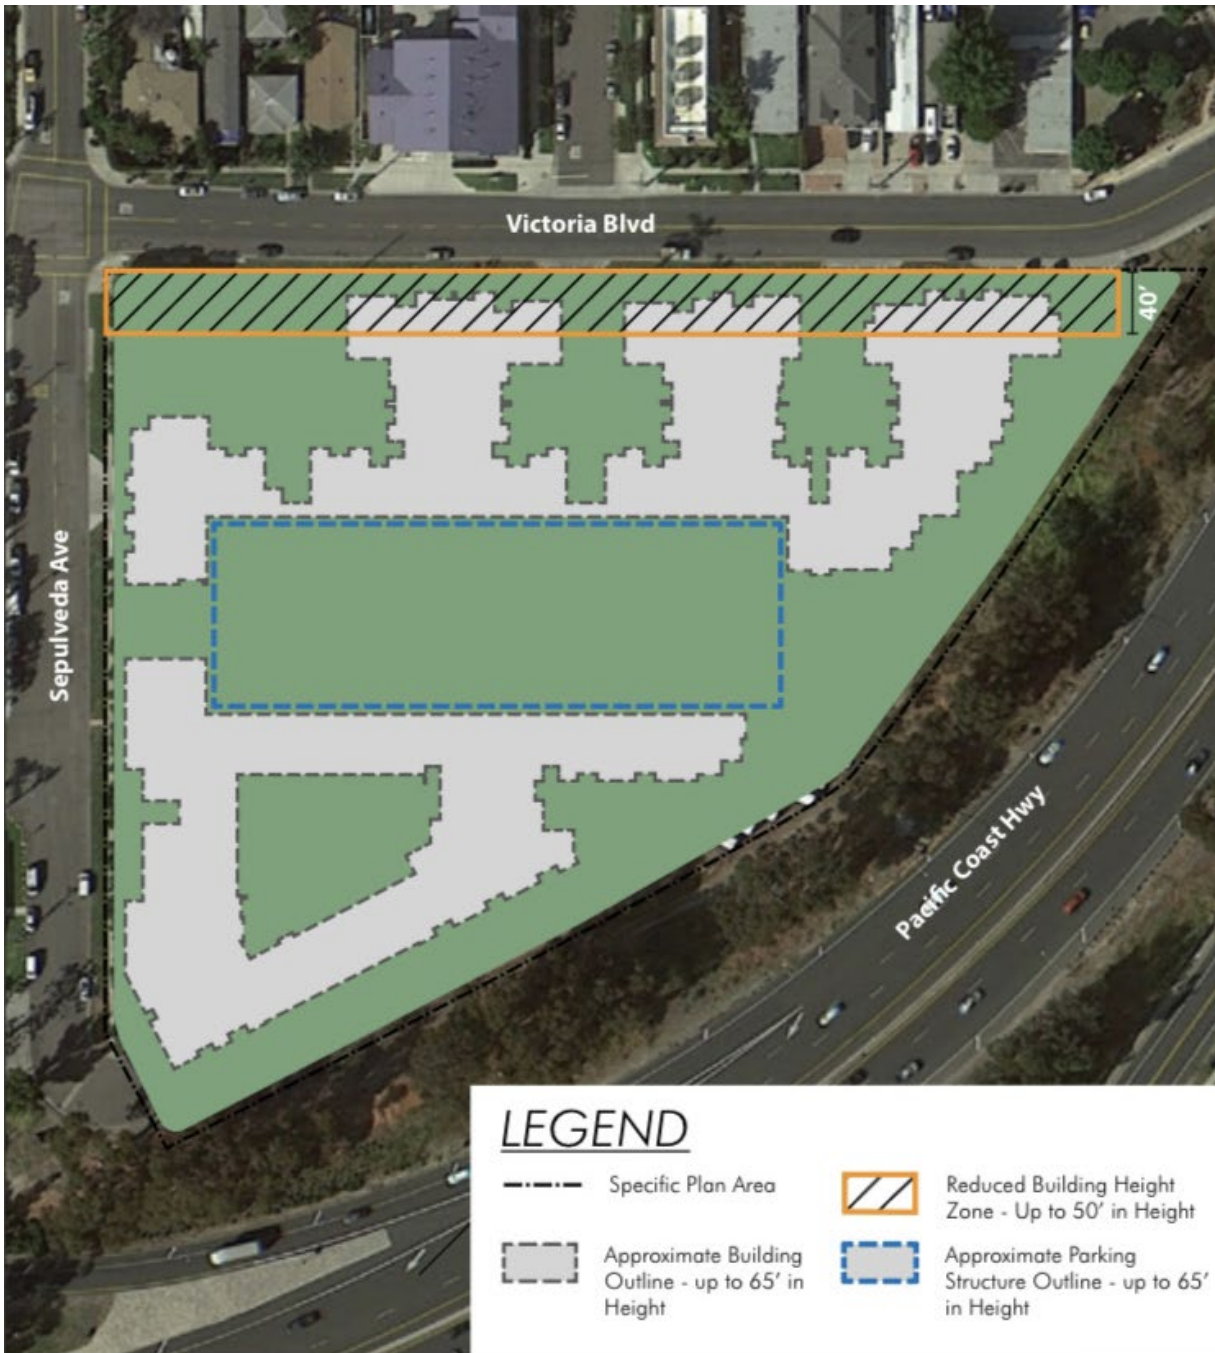 Victoria Blvd
40’
Sepulveda Ave
Pacific Coast Hwy
LEGEND
Specific Plan Area
Reduced Building Height
Zone - Up to 50’ in Height
Approximate Building
Outline - up to 65’ in
Height
Approximate Parking
Structure Outline - up to 65’
in Height